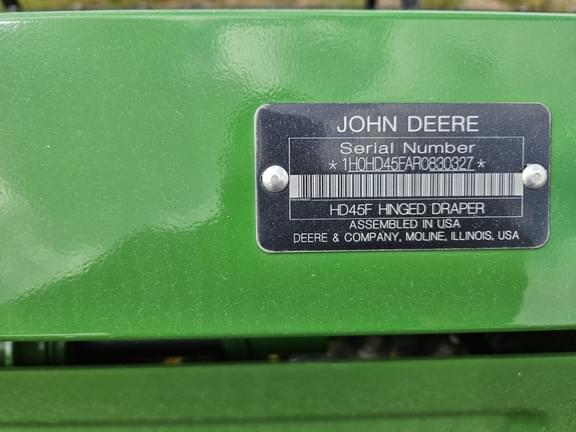 JOHN DEERE
Serial Number
*1H0HD45FAR0830327*
HD45F HINGED DRAPER
ASSEMBLED IN USA
DEERE & COMPANY, MOLINE, ILLINOIS, USA